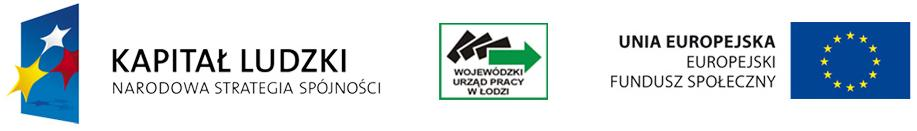 KAPITAŁ LUDZKI
NARODOWA STRATEGIA SPÓJNOŚCI
WOJEWÓDZKI
URZĄD PRACY
W ŁODZI
UNIA EUROPEJSKA
EUROPEJSKI
FUNDUSZ SPOŁECZNY